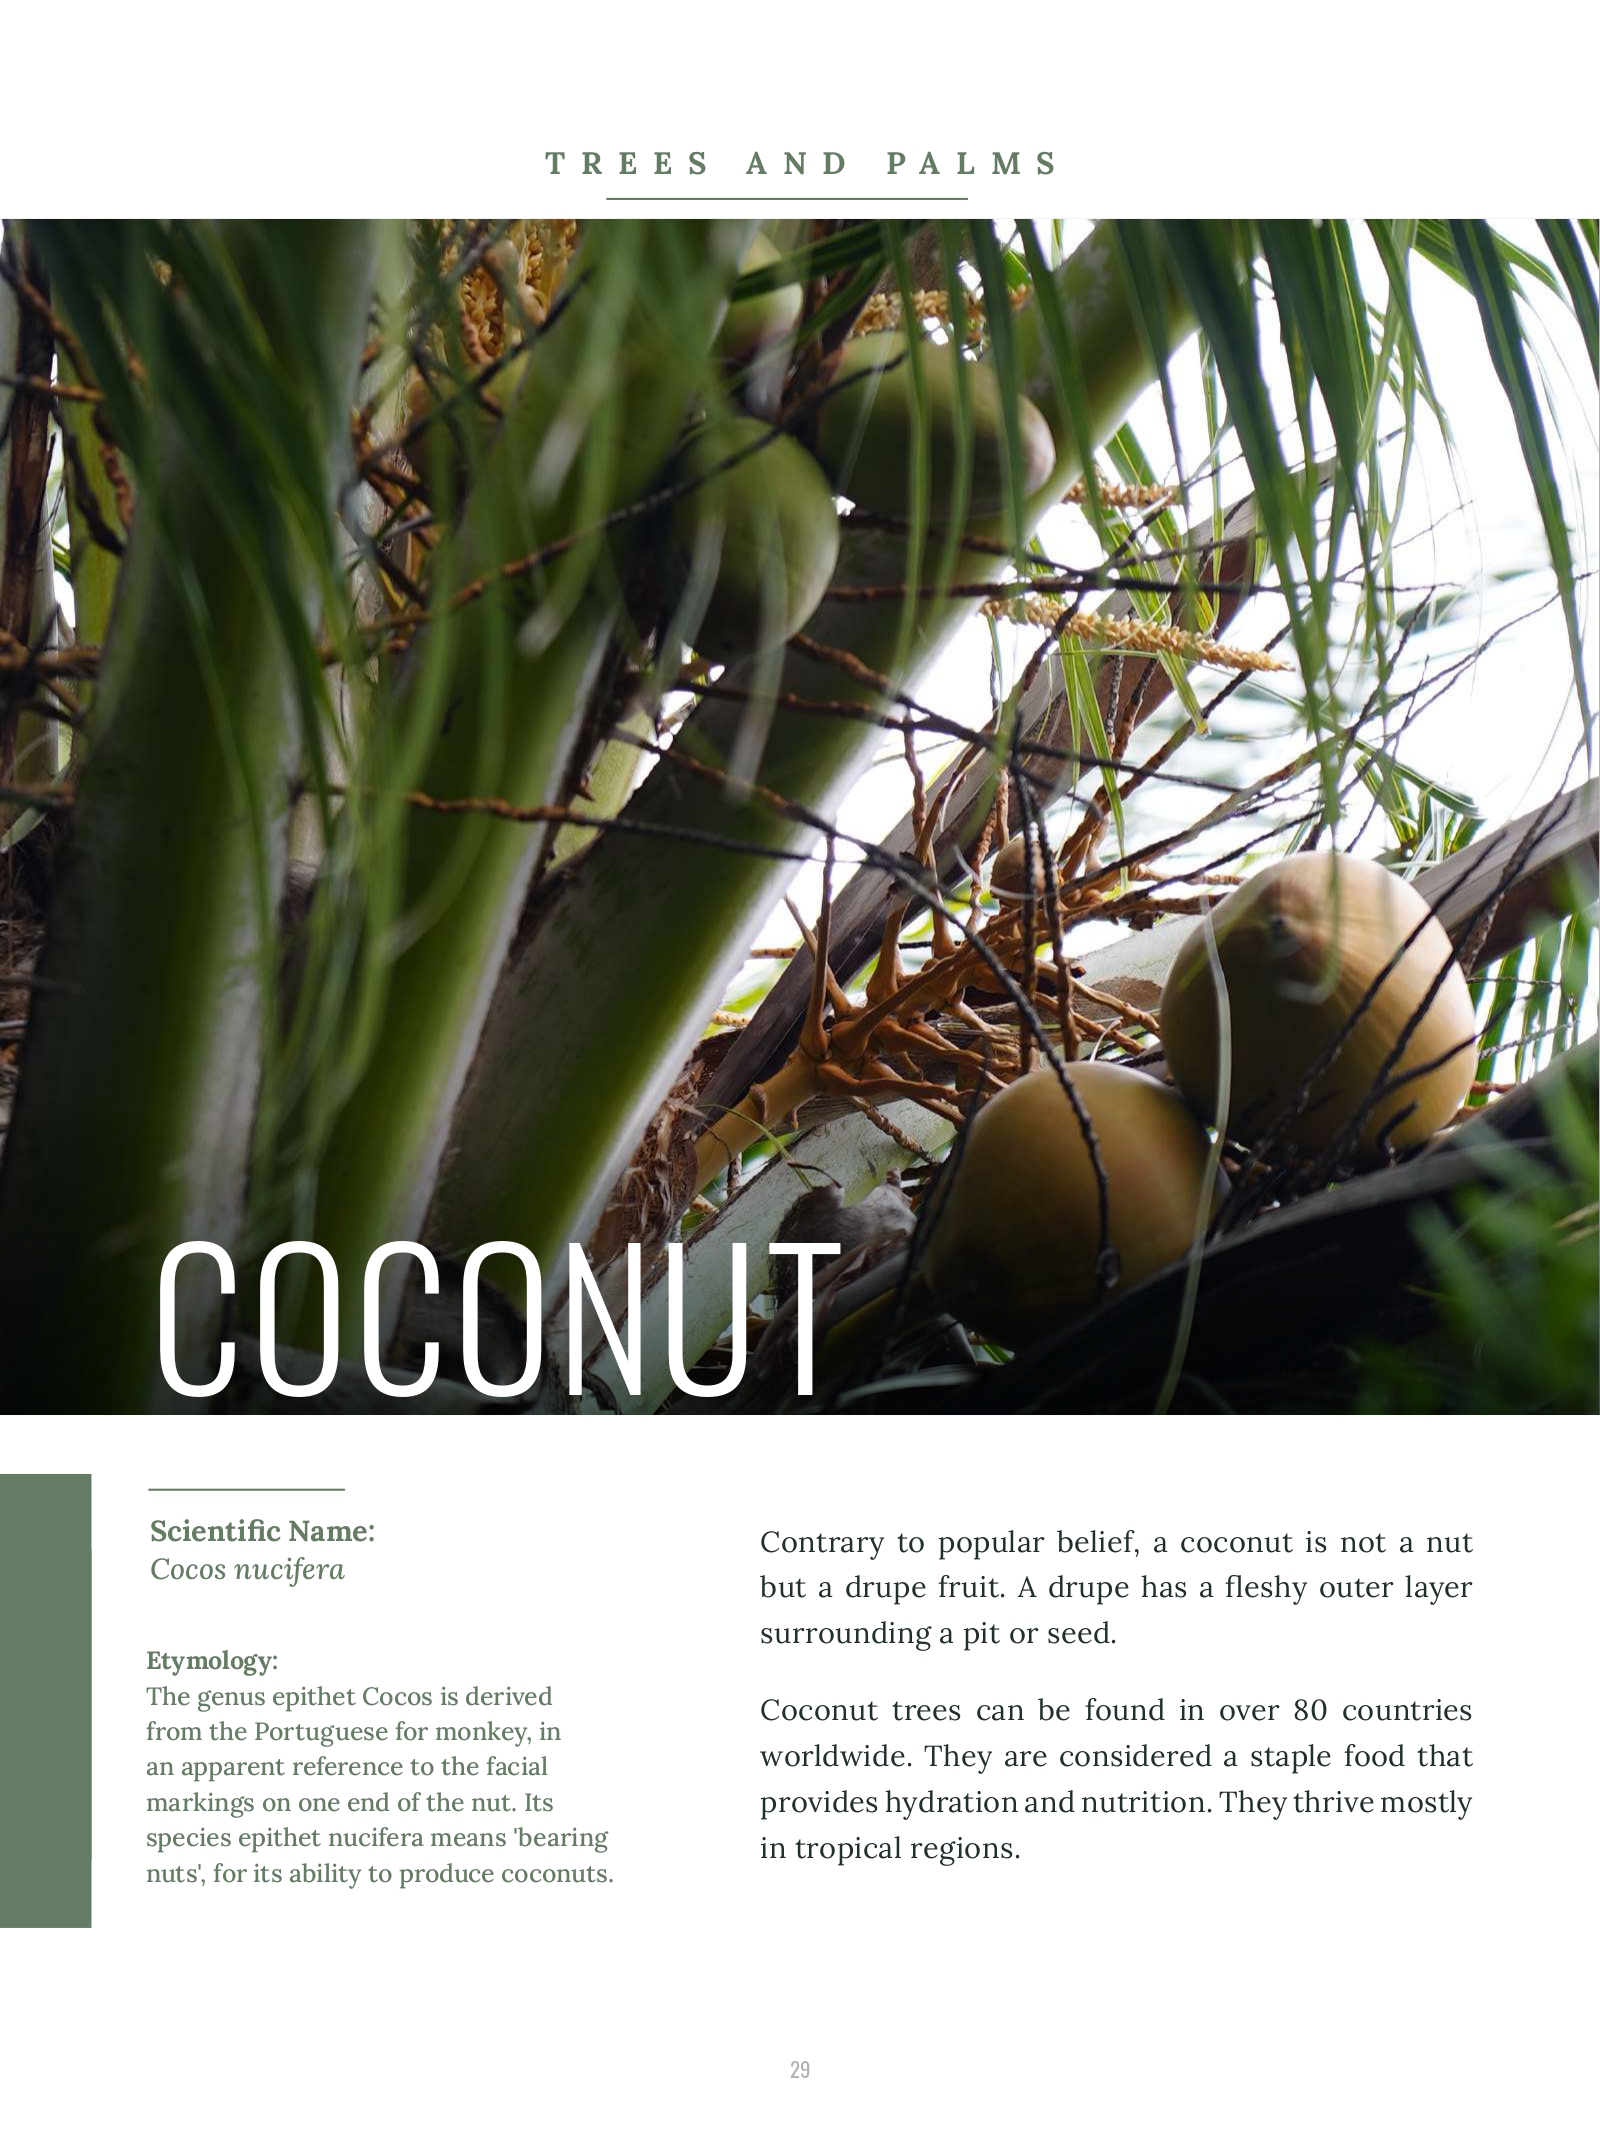 TREES AND PALMS
COCONUT
Scientific Name:
Cocos nucifera
Etymology:
The genus epithet Cocos is derived
from the Portuguese for monkey, in
an apparent reference to the facial
markings on one end of the nut. Its
species epithet nucifera means 'bearing
nuts', for its ability to produce coconuts.
Contrary to popular belief, a coconut is not a nut
but a drupe fruit. A drupe has a fleshy outer layer
surrounding a pit or seed.
Coconut trees can be found in over 80 countries
worldwide. They are considered a staple food that
provides hydration and nutrition. They thrive mostly
in tropical regions.
29